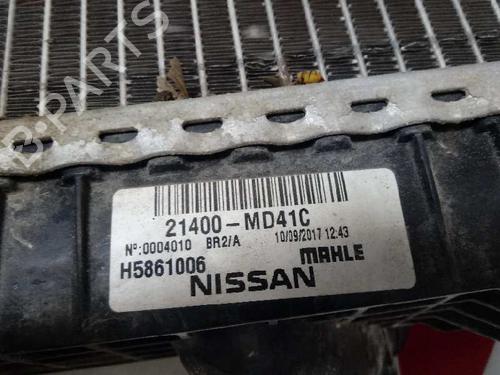 B-PARTS
21400-MD41C
Nº:0004010 BR2/A 10/09/2017 12:43
H5861006 MAHLE
NISSAN